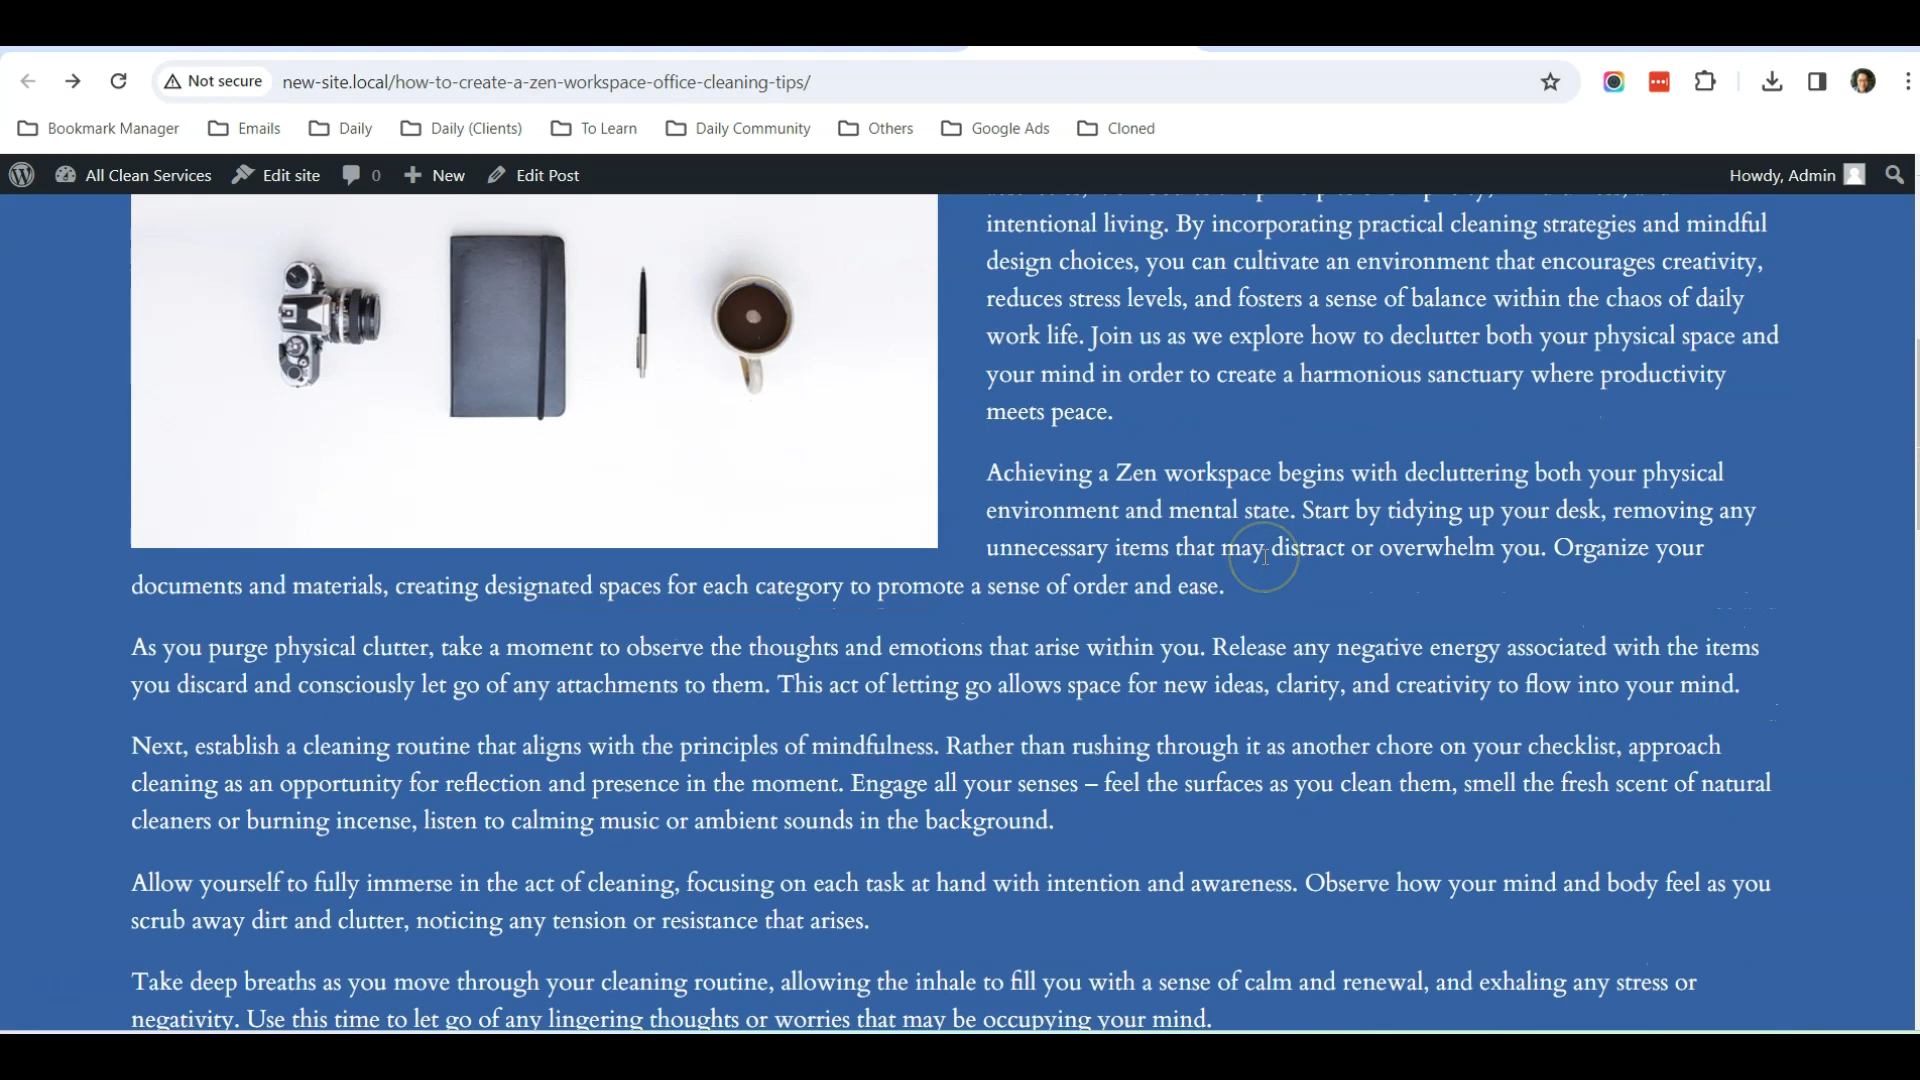 Not secure
new-site.local/how-to-create-a-zen-workspace-office-cleaning-tips/
Bookmark Manager
Emails
Daily
Daily (Clients)
To Learn
Daily Community
Others
Google Ads
Cloned
All Clean Services
Edit site
0
New
Edit Post
Howdy, Admin
intentional living. By incorporating practical cleaning strategies and mindful
design choices, you can cultivate an environment that encourages creativity,
reduces stress levels, and fosters a sense of balance within the chaos of daily
work life. Join us as we explore how to declutter both your physical space and
your mind in order to create a harmonious sanctuary where productivity
meets peace.
Achieving a Zen workspace begins with decluttering both your physical
environment and mental state. Start by tidying up your desk, removing any
unnecessary items that may distract or overwhelm you. Organize your
documents and materials, creating designated spaces for each category to promote a sense of order and ease.
As you purge physical clutter, take a moment to observe the thoughts and emotions that arise within you. Release any negative energy associated with the items
you discard and consciously let go of any attachments to them. This act of letting go allows space for new ideas, clarity, and creativity to flow into your mind.
Next, establish a cleaning routine that aligns with the principles of mindfulness. Rather than rushing through it as another chore on your checklist, approach
cleaning as an opportunity for reflection and presence in the moment. Engage all your senses – feel the surfaces as you clean them, smell the fresh scent of natural
cleaners or burning incense, listen to calming music or ambient sounds in the background.
Allow yourself to fully immerse in the act of cleaning, focusing on each task at hand with intention and awareness. Observe how your mind and body feel as you
scrub away dirt and clutter, noticing any tension or resistance that arises.
Take deep breaths as you move through your cleaning routine, allowing the inhale to fill you with a sense of calm and renewal, and exhaling any stress or
negativity. Use this time to let go of any lingering thoughts or worries that may be occupying your mind.